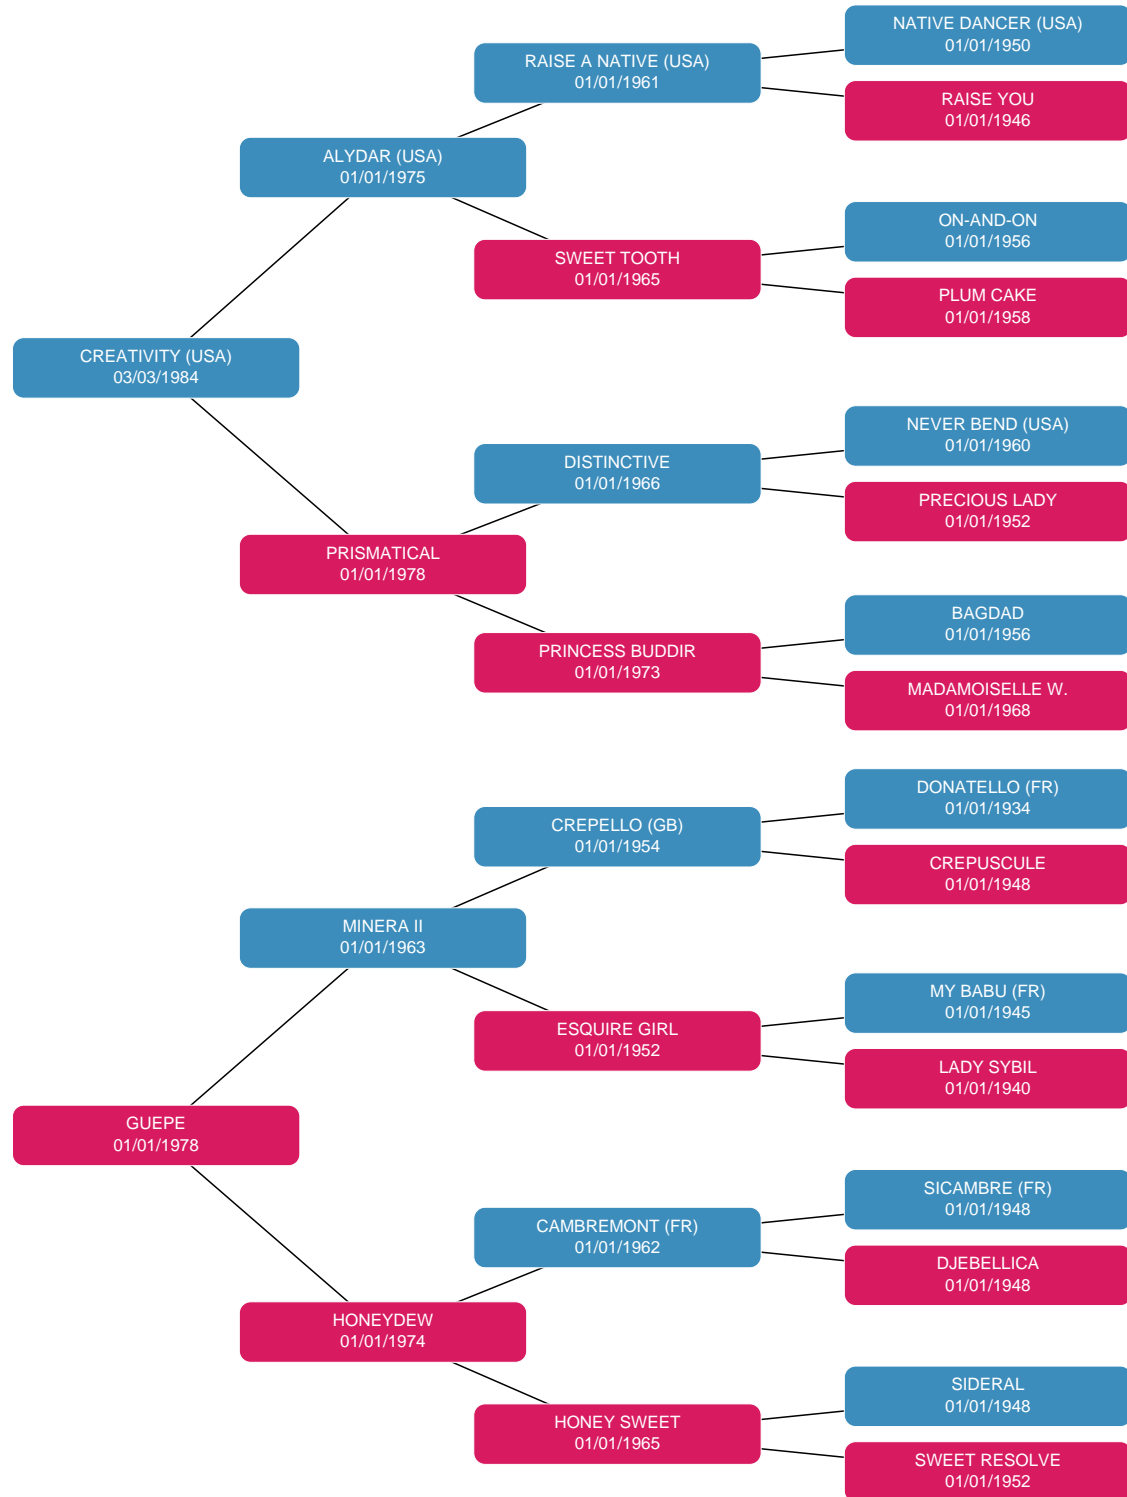 NATIVE DANCER (USA)
01/01/1950
RAISE A NATIVE (USA)
01/01/1961
RAISE YOU
01/01/1946
ALYDAR (USA)
01/01/1975
ON-AND-ON
01/01/1956
SWEET TOOTH
01/01/1965
PLUM CAKE
01/01/1958
CREATIVITY (USA)
03/03/1984
NEVER BEND (USA)
01/01/1960
DISTINCTIVE
01/01/1966
PRECIOUS LADY
01/01/1952
PRISMATICAL
01/01/1978
BAGDAD
01/01/1956
PRINCESS BUDDIR
01/01/1973
MADAMOISELLE W.
01/01/1968
DONATELLO (FR)
01/01/1934
CREPELLO (GB)
01/01/1954
CREPUSCULE
01/01/1948
MINERA II
01/01/1963
MY BABU (FR)
01/01/1945
ESQUIRE GIRL
01/01/1952
LADY SYBIL
01/01/1940
GUEPE
01/01/1978
SICAMBRE (FR)
01/01/1948
CAMBREMONT (FR)
01/01/1962
DJEBELLICA
01/01/1948
HONEYDEW
01/01/1974
SIDERAL
01/01/1948
HONEY SWEET
01/01/1965
SWEET RESOLVE
01/01/1952